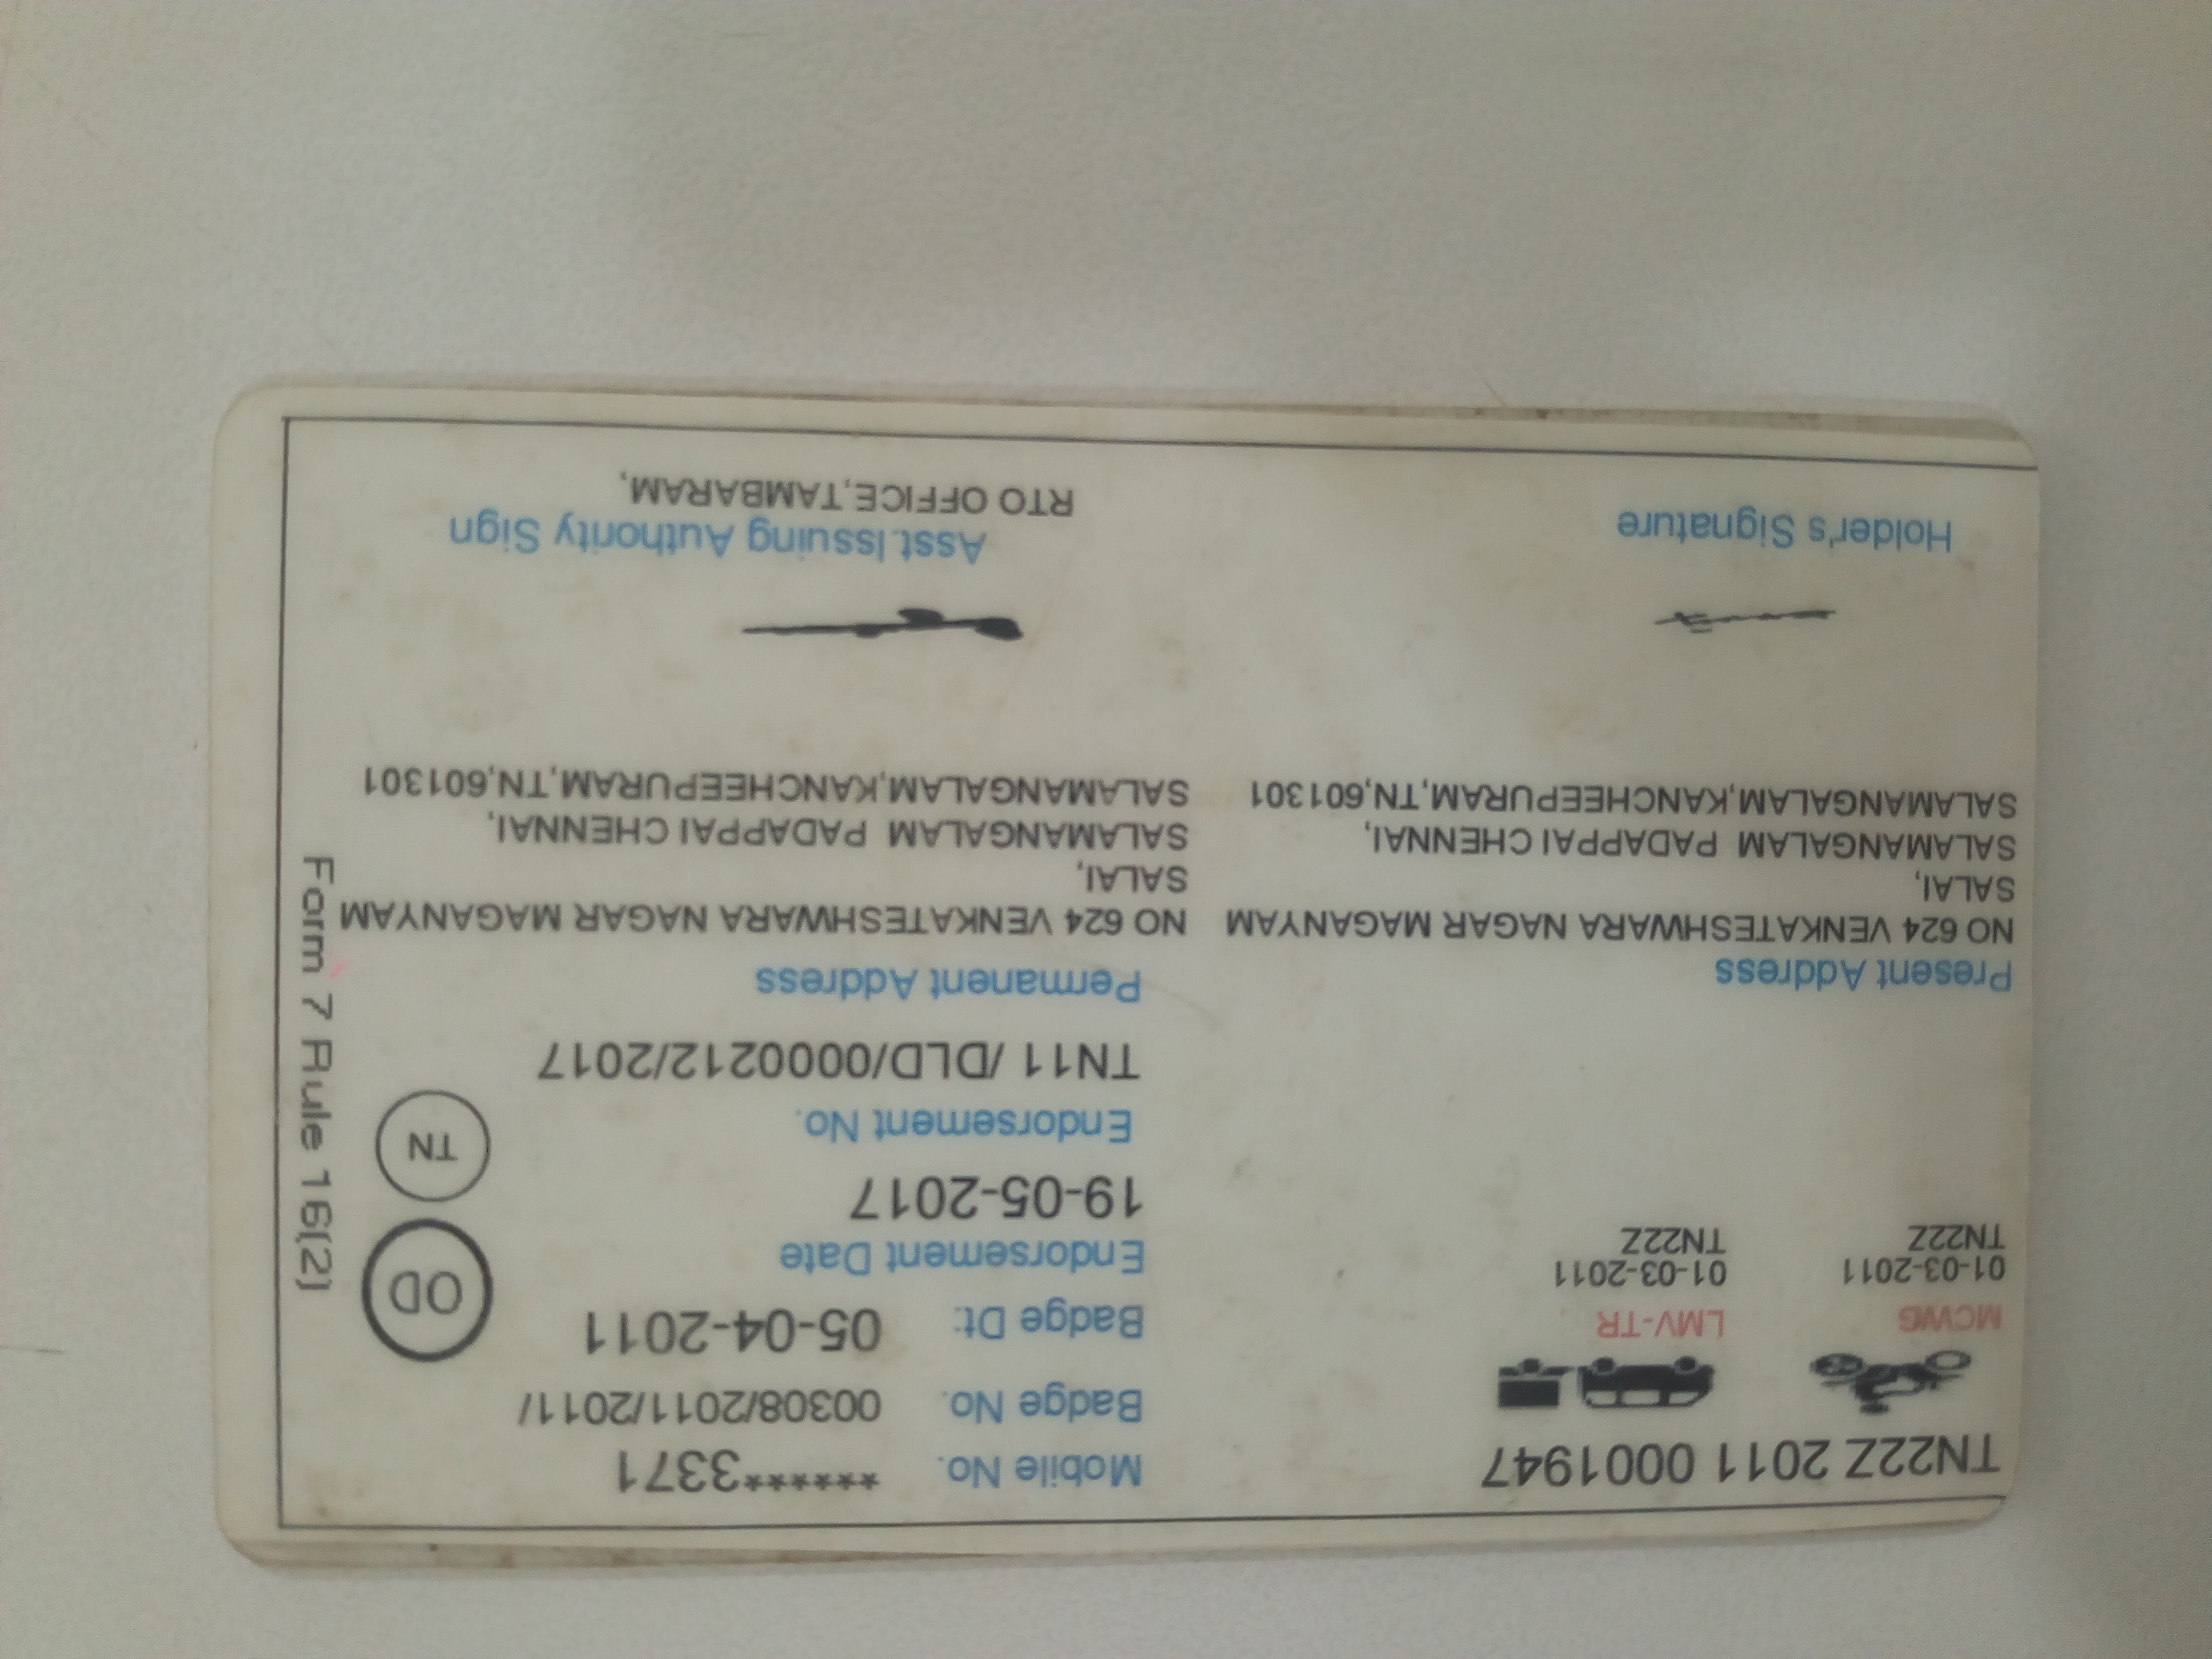 TN22Z 2011 0001947
MCWG
01-03-2011
TN22Z
LMV-TR
01-03-2011
TN22Z
Mobile No. ******3371
Badge No. 00308/2011/2011/
Badge Dt: 05-04-2011
Endorsement Date
19-05-2017
Endorsement No.
TN11 /DLD/0000212/2017
OD
TN
Present Address
NO 624 VENKATESHWARA NAGAR MAGANYAM
SALAI,
SALAMANGALAM PADAPPAI CHENNAI,
SALAMANGALAM,KANCHEEPURAM,TN,601301
Permanent Address
NO 624 VENKATESHWARA NAGAR MAGANYAM
SALAI,
SALAMANGALAM PADAPPAI CHENNAI,
SALAMANGALAM,KANCHEEPURAM,TN,601301
Holder's Signature
Asst.Issuing Authority Sign
RTO OFFICE,TAMBARAM,
Form 7 Rule 16(2)